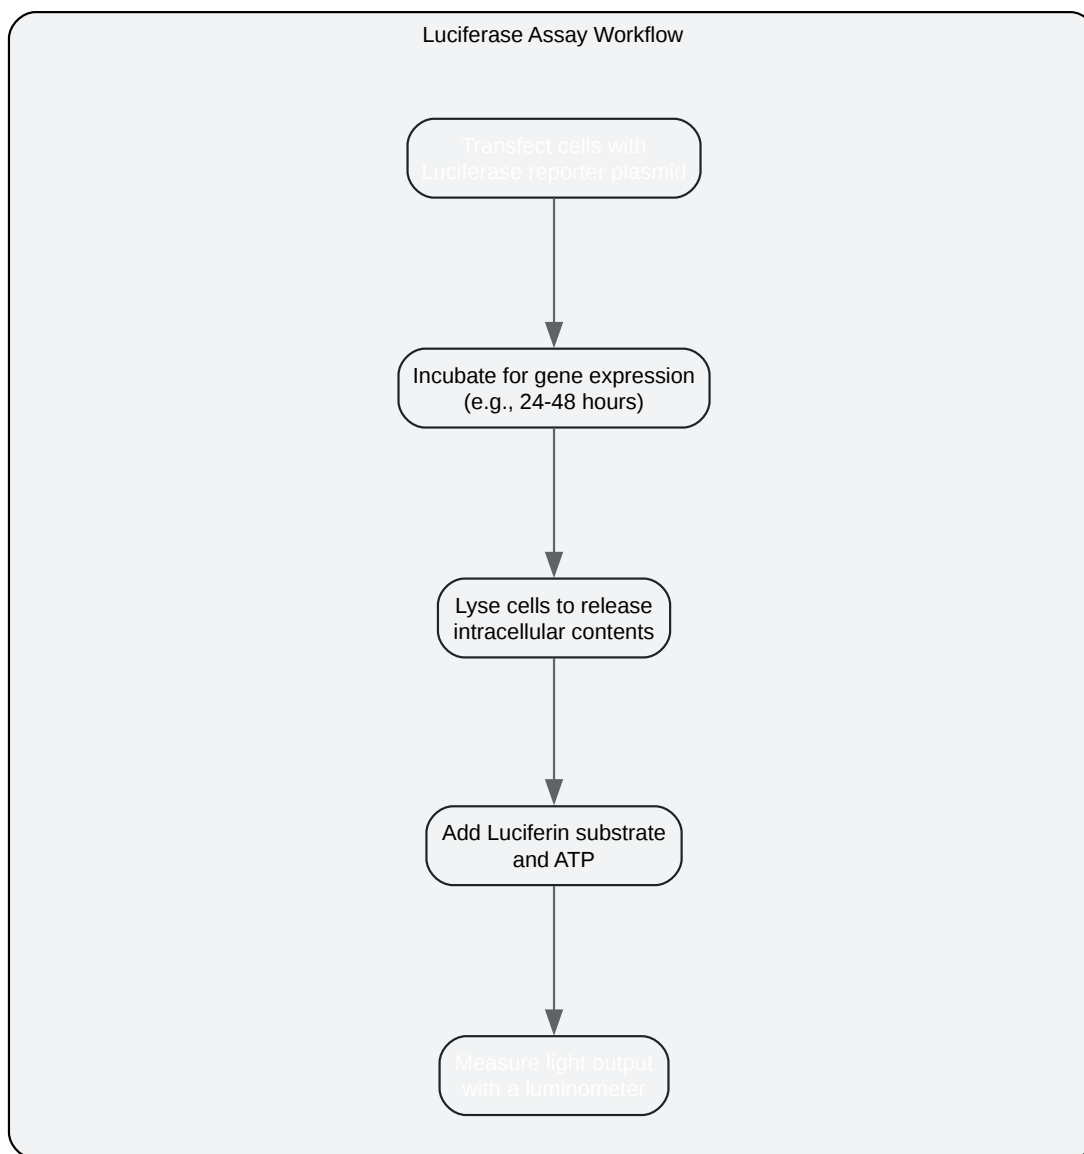 Luciferase Assay Workflow
Transfect cells with
Luciferase reporter plasmid
Incubate for gene expression
(e.g., 24-48 hours)
Lyse cells to release
intracellular contents
Add Luciferin substrate
and ATP
Measure light output
with a luminometer